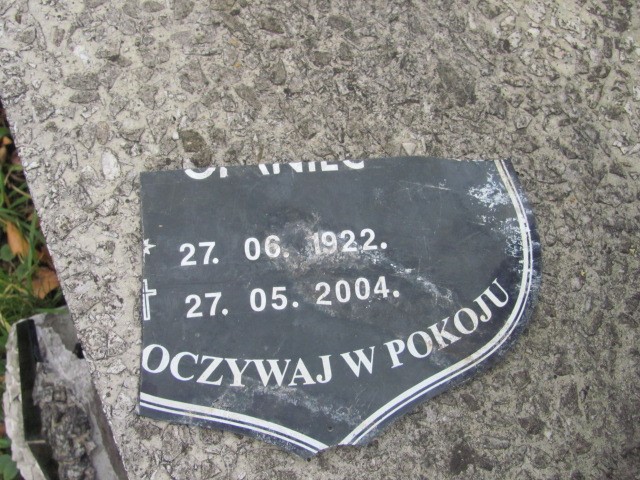 * 27. 06. 1922.
† 27. 05. 2004.
OCZYWAJ W POKOJU